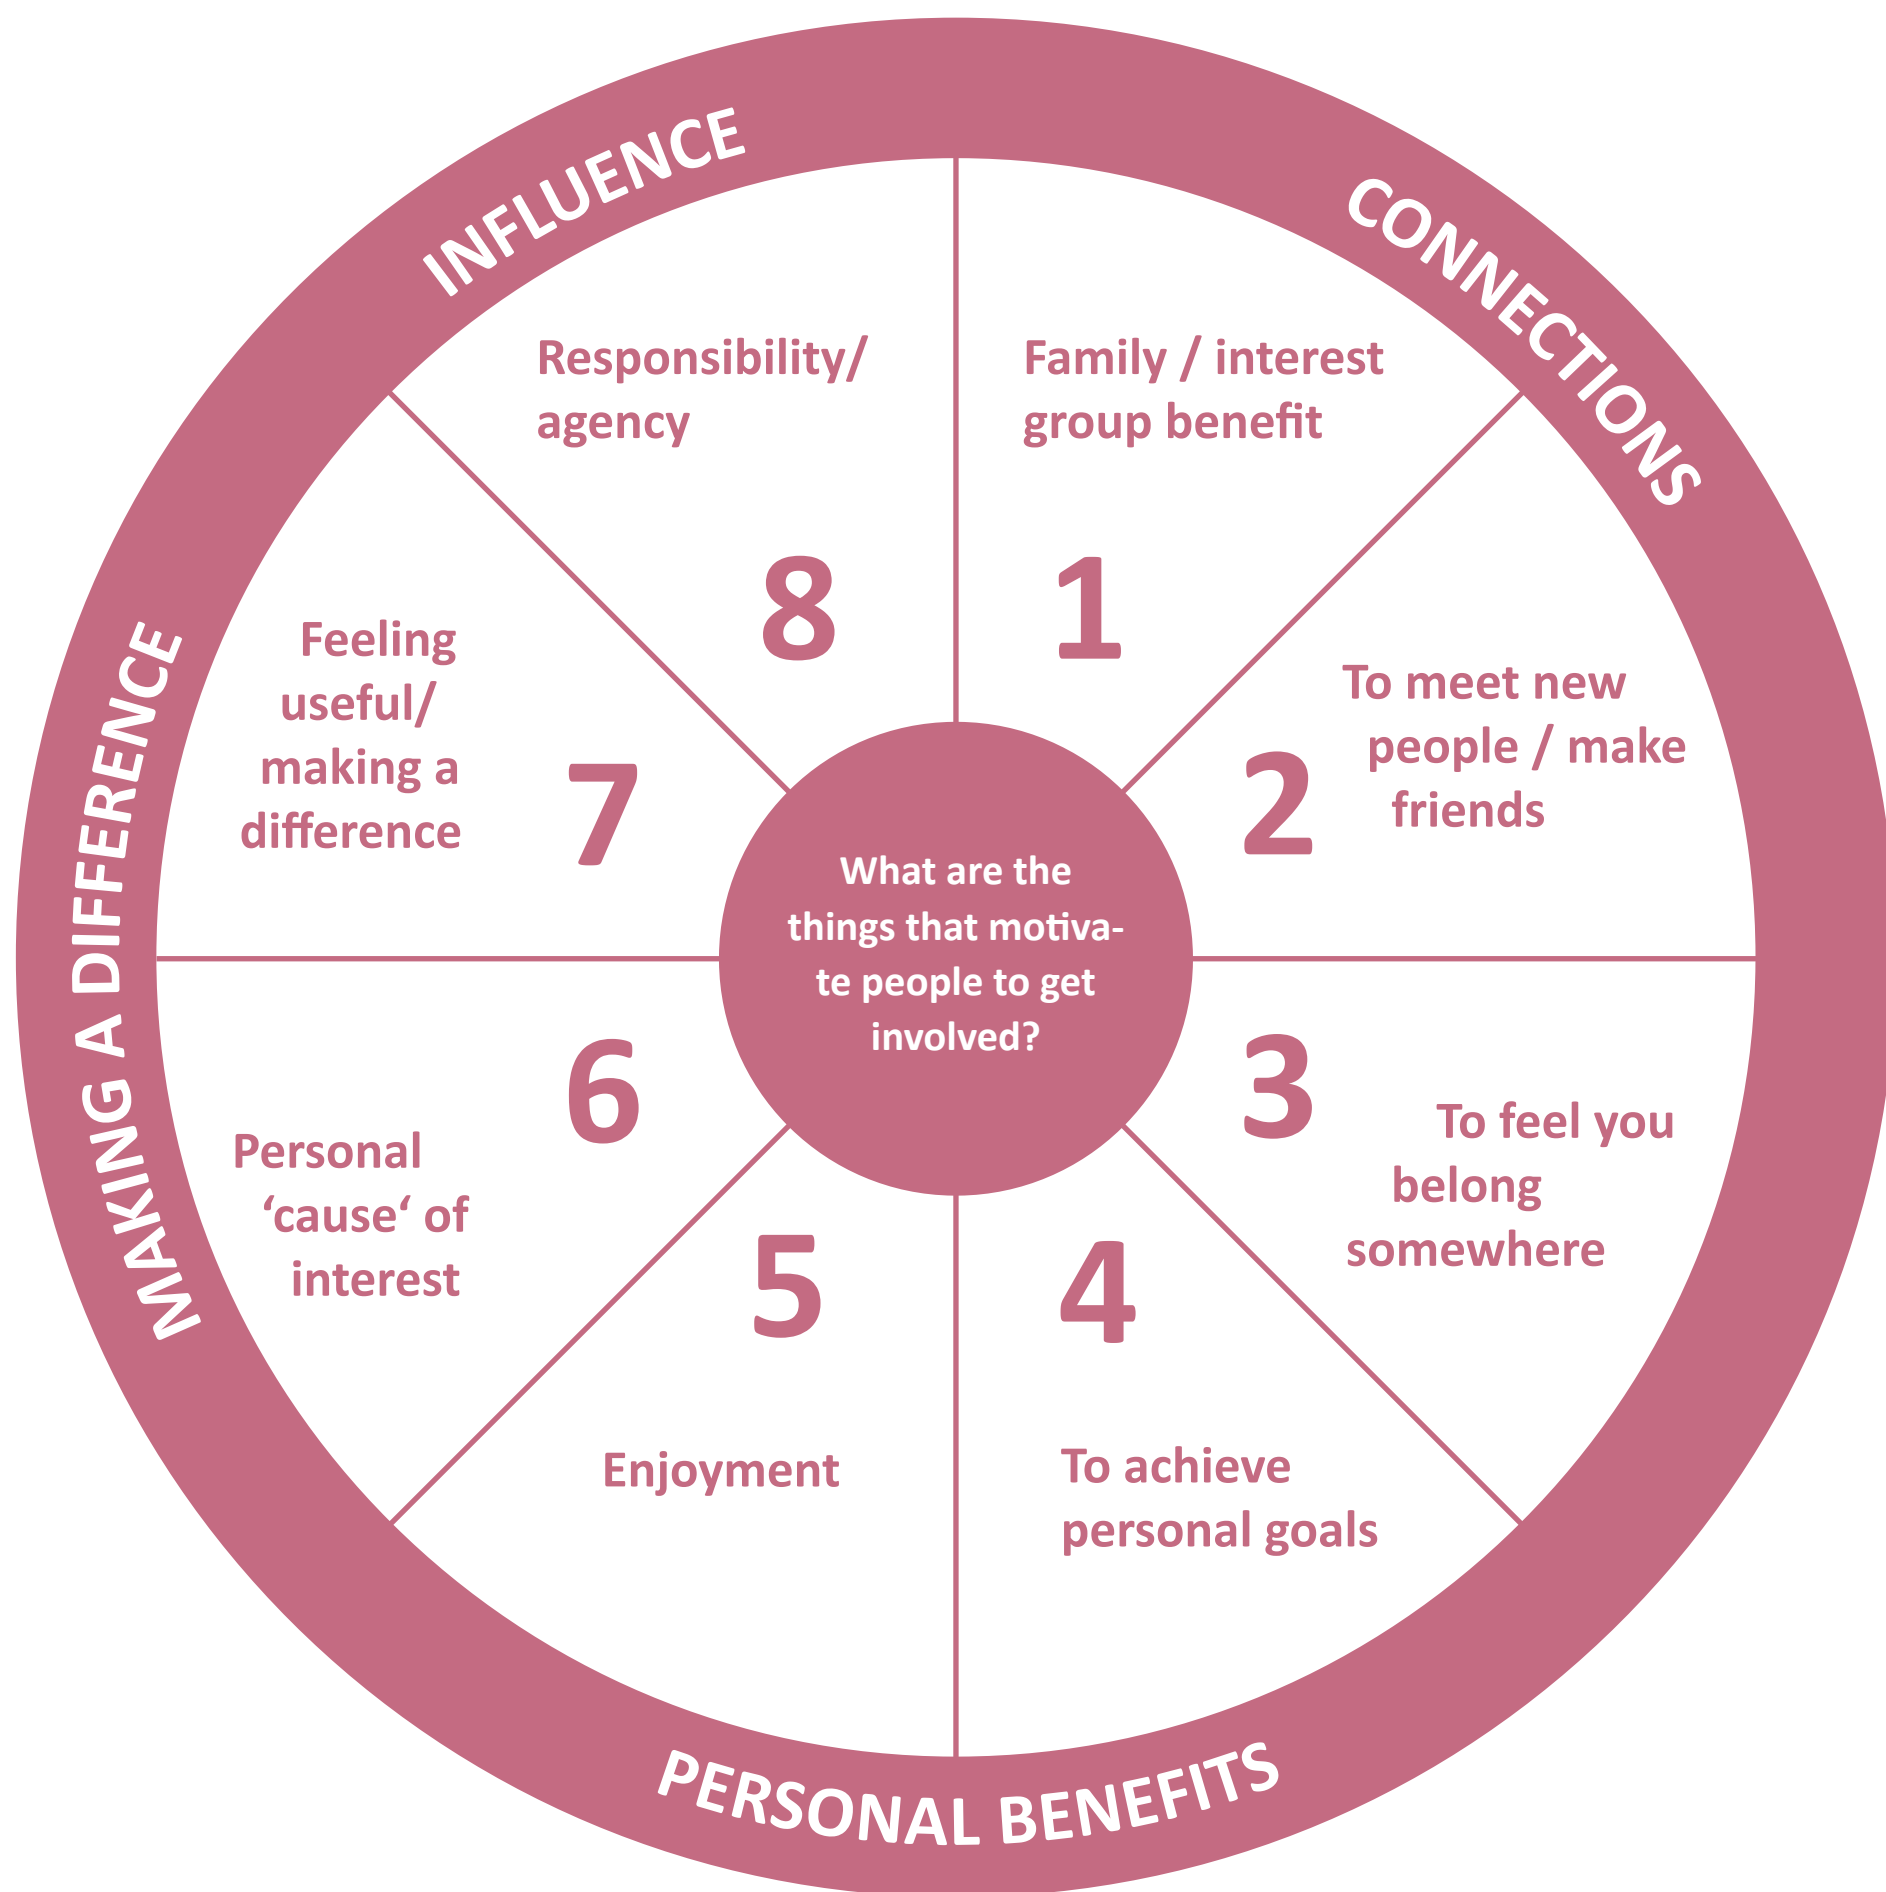 INFLUENCE
CONNECTIONS
MAKING A DIFFERENCE
PERSONAL BENEFITS
What are the
things that motiva-
te people to get
involved?
1
Family / interest
group benefit
2
To meet new
people / make
friends
3
To feel you
belong
somewhere
4
To achieve
personal goals
5
Enjoyment
6
Personal
‘cause‘ of
interest
7
Feeling
useful/
making a
difference
8
Responsibility/
agency